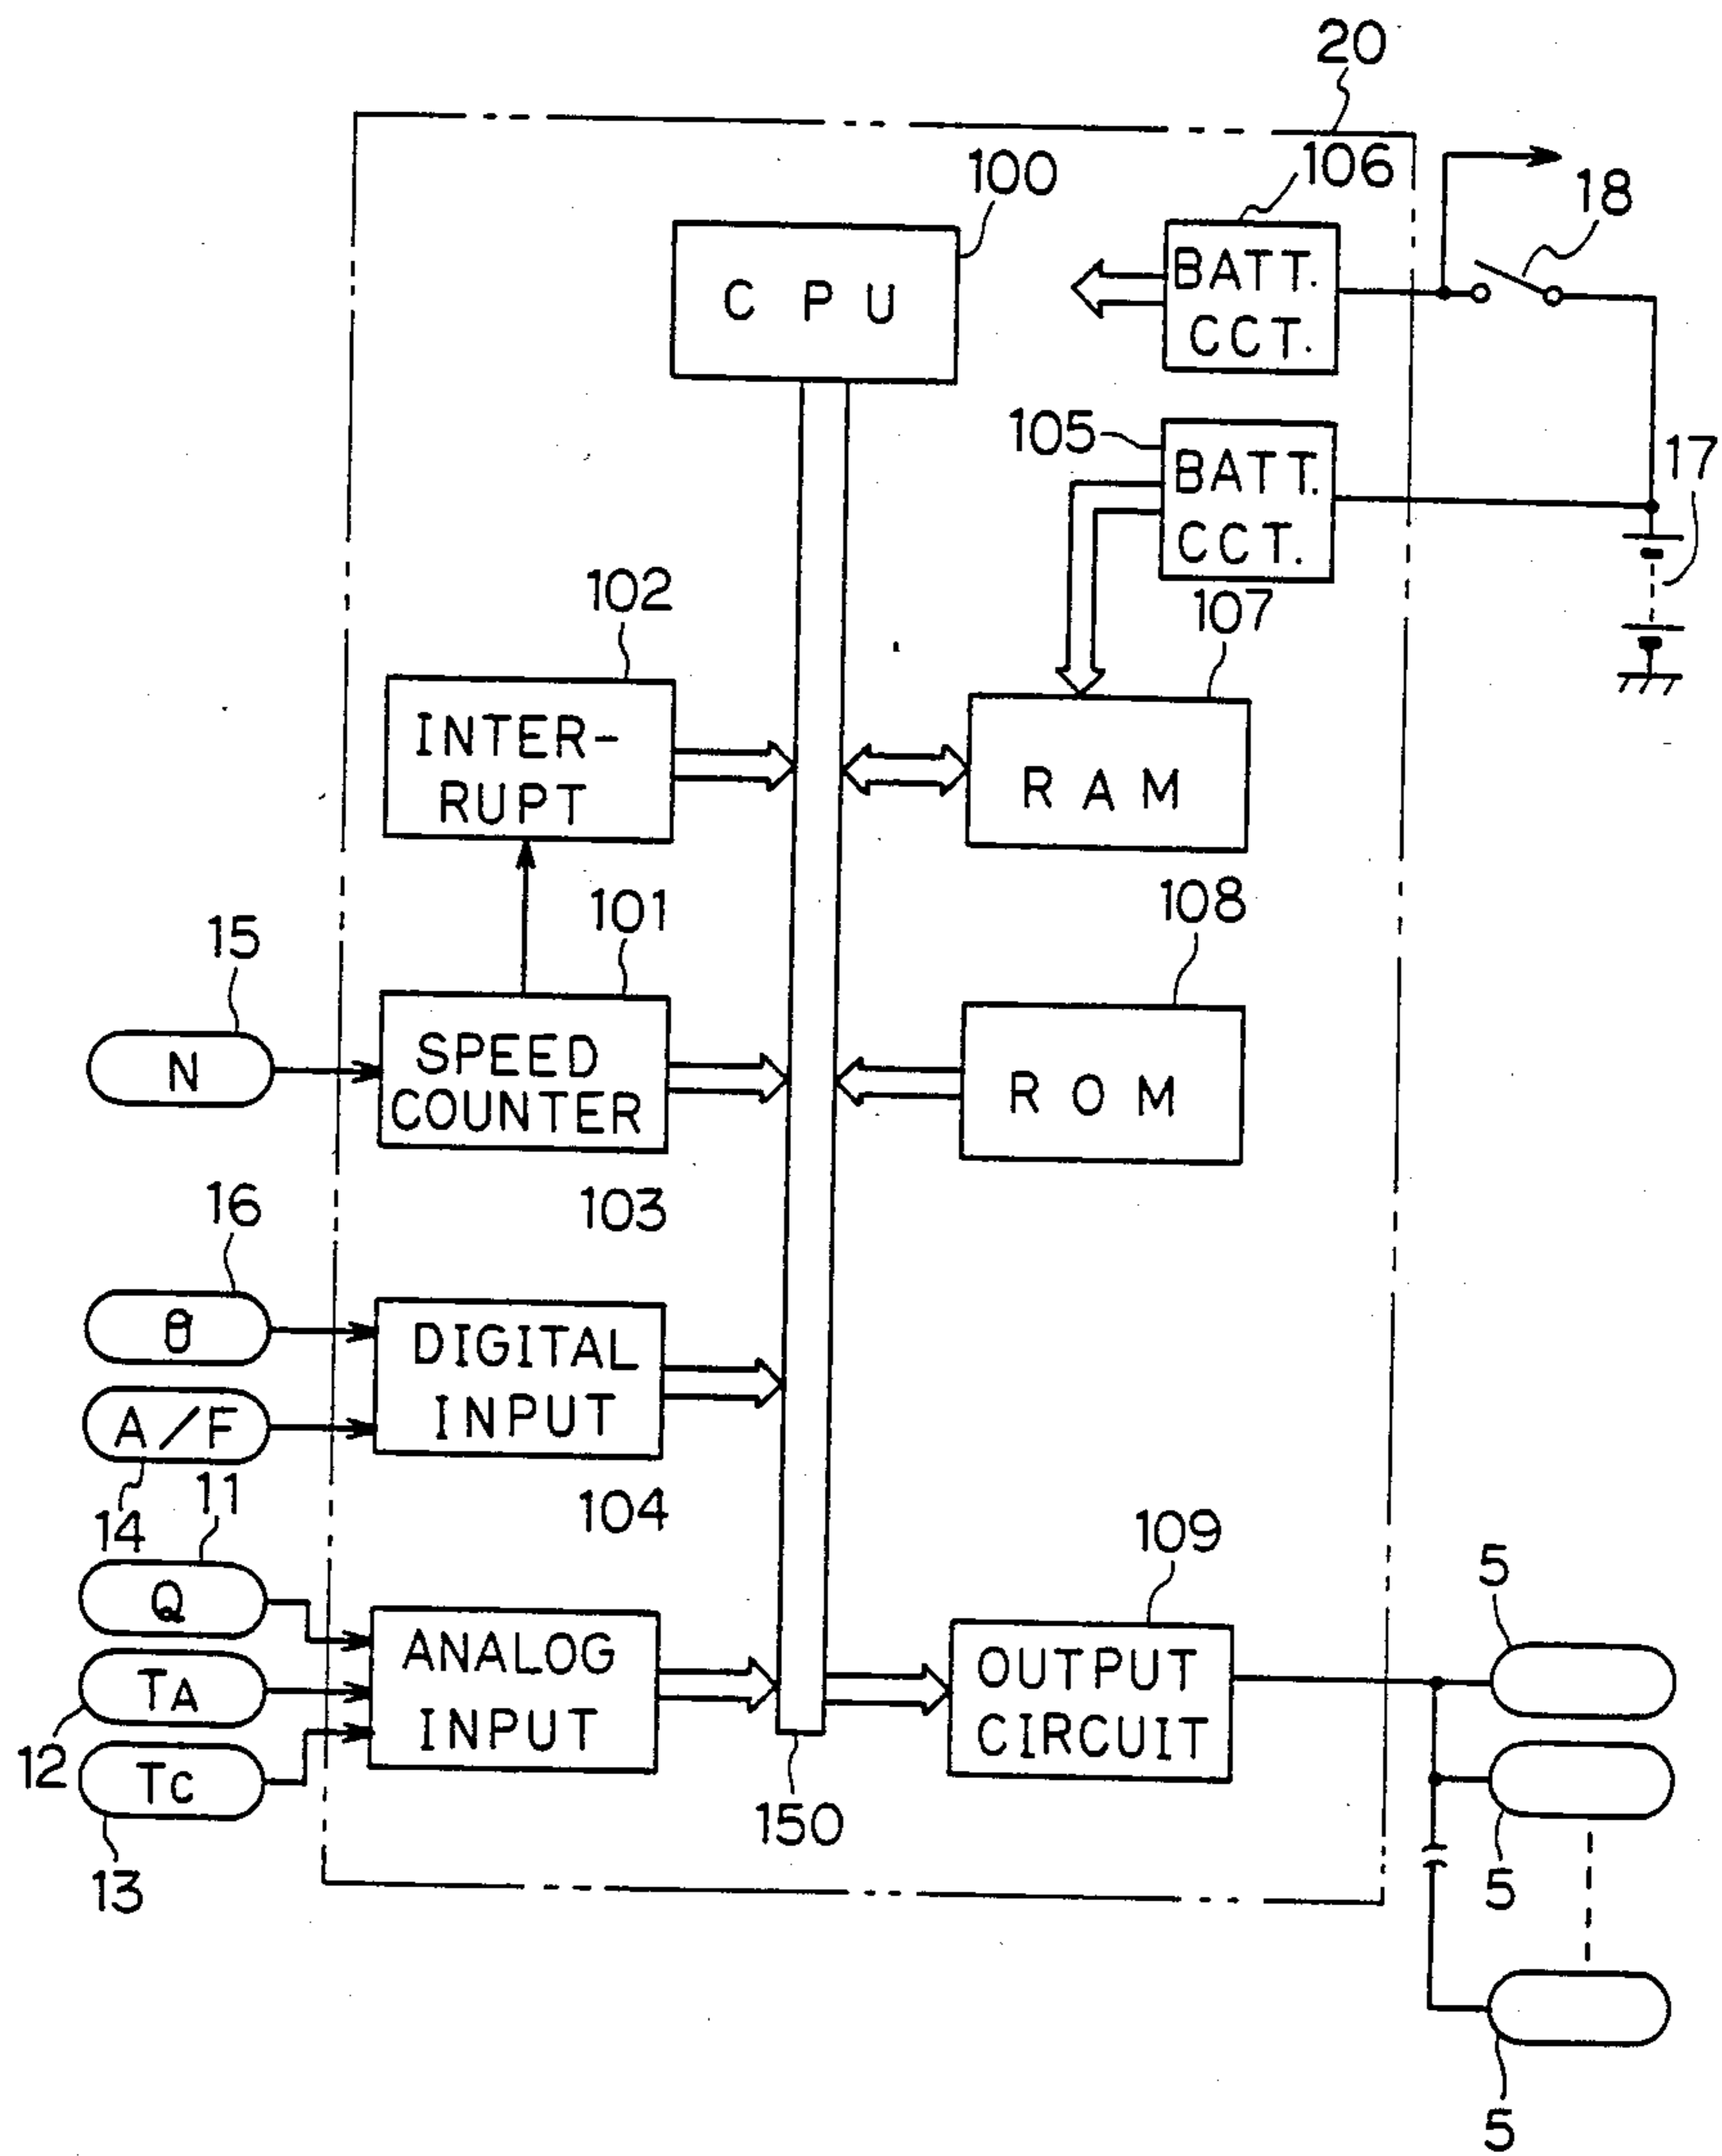 20
106
100
18
C P U
BATT.
CCT.
105
BATT.
CCT.
17
102
107
INTER-
RUPT
R A M
101
108
15
N
SPEED
COUNTER
R O M
103
16
θ
DIGITAL
INPUT
A/F
14
11
104
109
Q
5
ANALOG
INPUT
OUTPUT
CIRCUIT
TA
12
TC
13
150
5
5